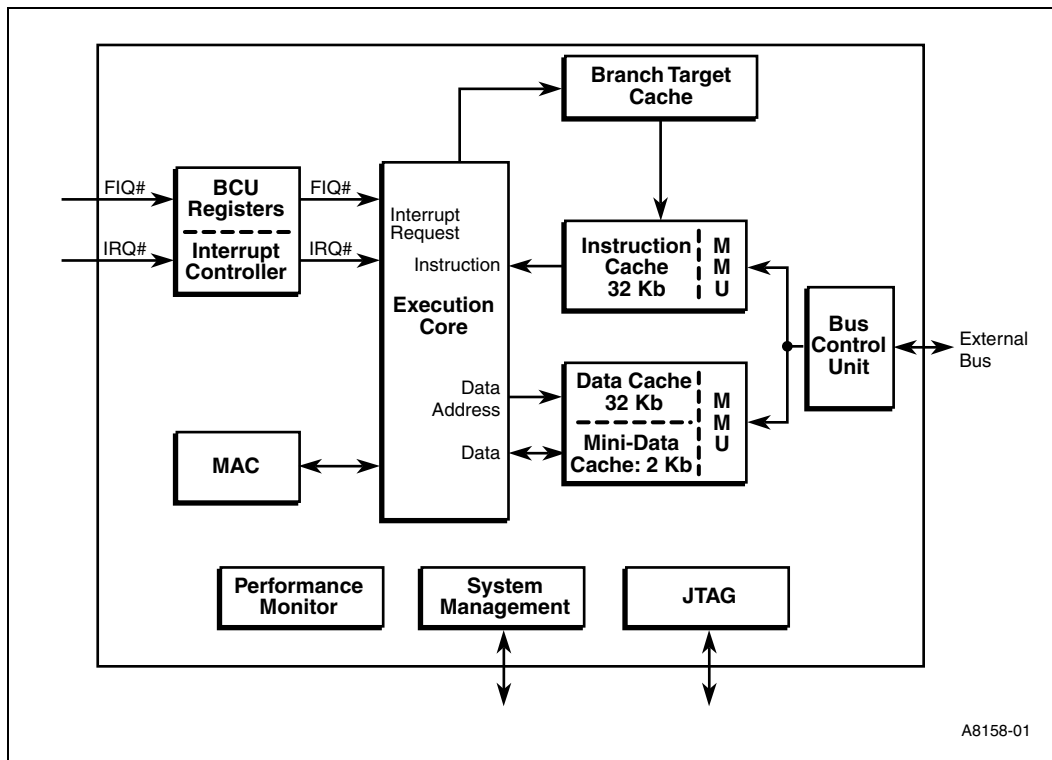 Branch Target
Cache
FIQ#
BCU
Registers
FIQ#
IRQ#
Interrupt
Controller
IRQ#
Interrupt
Request
Instruction
Execution
Core
Instruction
Cache
32 Kb
M
M
U
Bus
Control
Unit
External
Bus
Data
Address
Data
Data Cache
32 Kb
Mini-Data
Cache: 2 Kb
M
M
U
MAC
Performance
Monitor
System
Management
JTAG
A8158-01